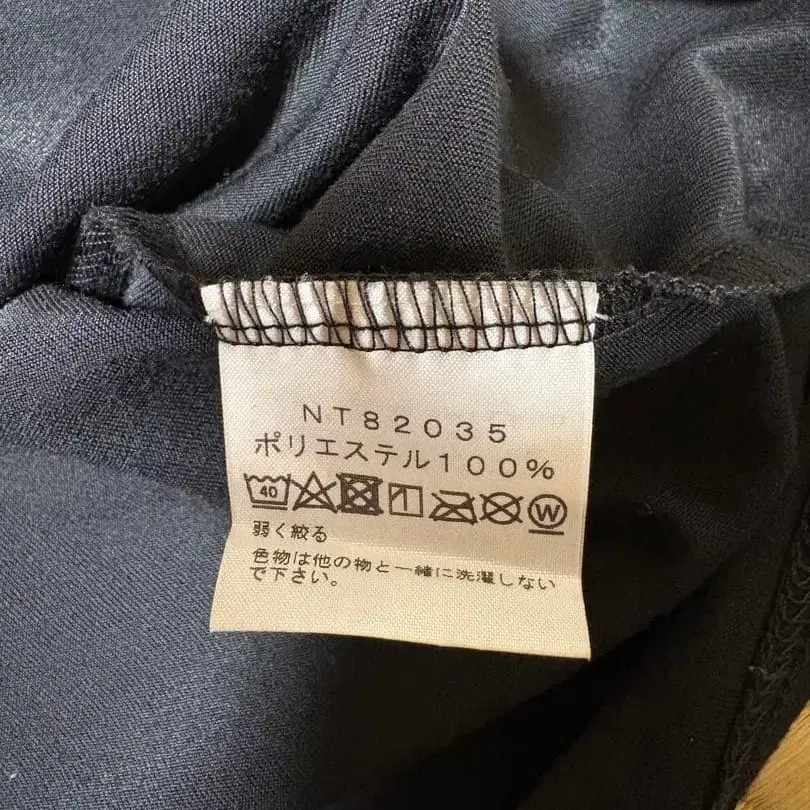 NT82035
ポリエステル100%
40 W
弱く絞る
色物は他の物と一緒に洗濯しない
で下さい。